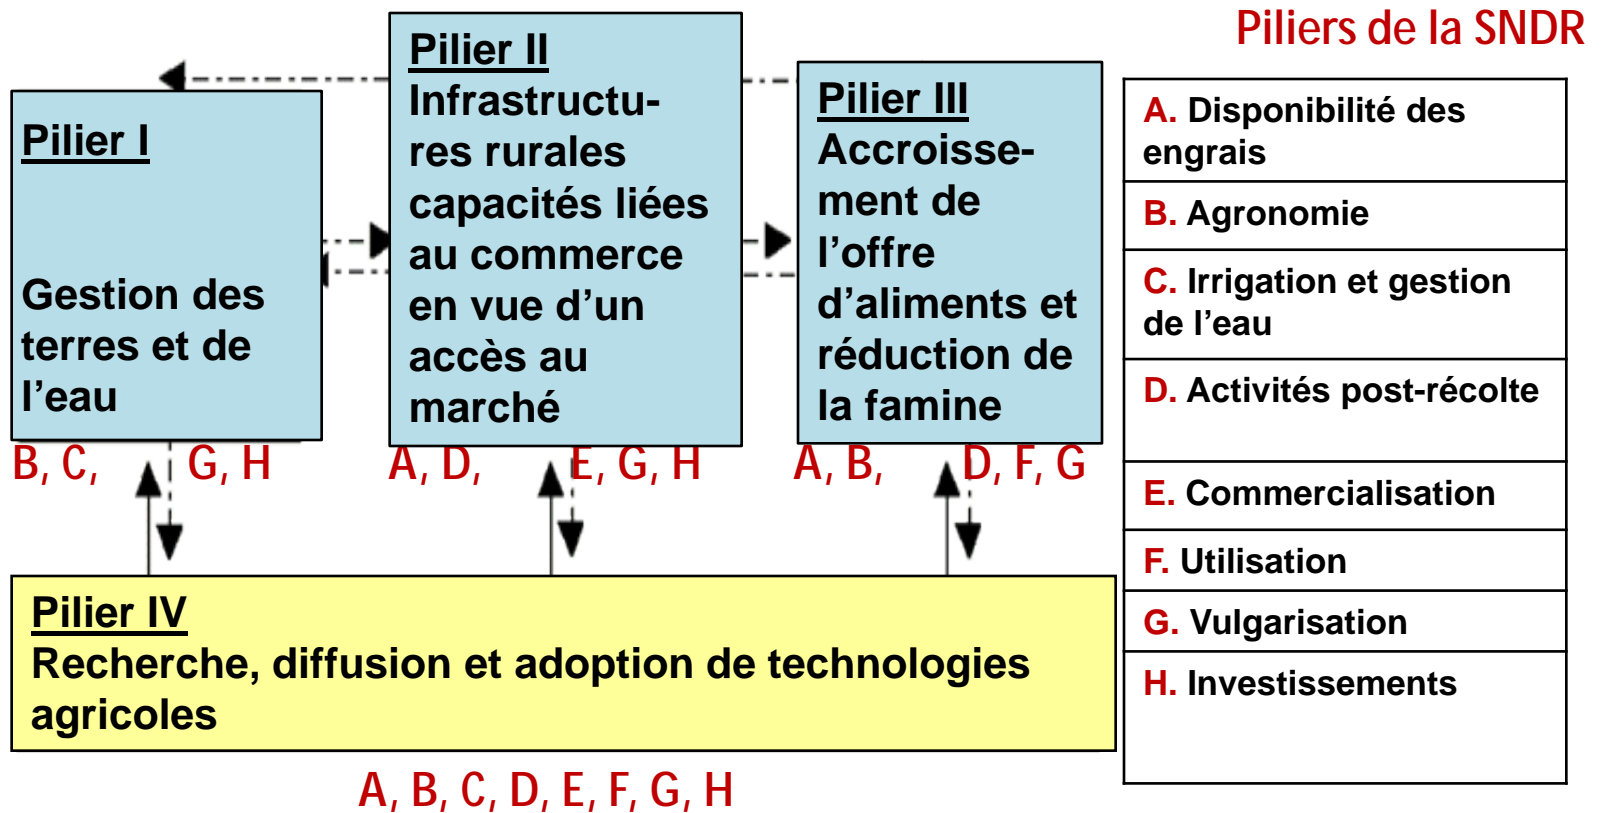 Piliers de la SNDR
Pilier I
Gestion des
terres et de
l’eau
B, C, G, H
Pilier II
Infrastructu-
res rurales
capacités liées
au commerce
en vue d’un
accès au
marché
A, D, E, G, H
Pilier III
Accroisse-
ment de
l’offre
d’aliments et
réduction de
la famine
A, B, D, F, G
Pilier IV
Recherche, diffusion et adoption de technologies
agricoles
A, B, C, D, E, F, G, H
A. Disponibilité des
engrais
B. Agronomie
C. Irrigation et gestion
de l’eau
D. Activités post-récolte
E. Commercialisation
F. Utilisation
G. Vulgarisation
H. Investissements